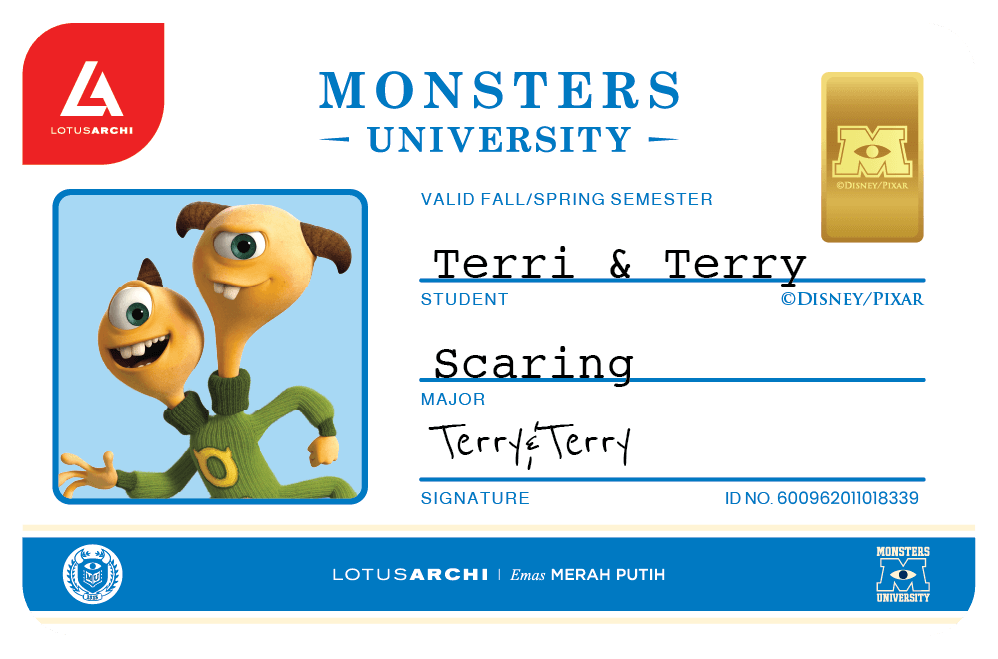 LOTUSARCHI
MONSTERS
UNIVERSITY
©DISNEY/PIXAR
VALID FALL/SPRING SEMESTER
Terri & Terry
STUDENT
©DISNEY/PIXAR
Scaring
MAJOR
Terry & Terry
SIGNATURE
ID NO. 600962011018339
MU
LOTUSARCHI | Emas MERAH PUTIH
MONSTERS
UNIVERSITY